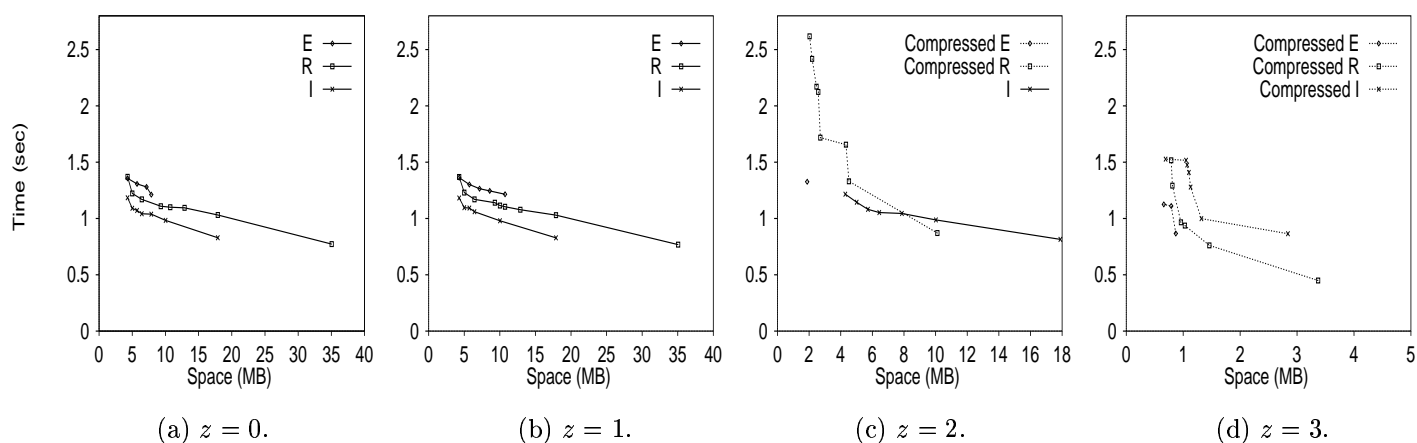 Time (sec)
2.5
2
1.5
1
0.5
0
0 5 10 15 20 25 30 35 40
Space (MB)
E
R
I
(a) z = 0.
2.5
2
1.5
1
0.5
0
0 5 10 15 20 25 30 35 40
Space (MB)
E
R
I
(b) z = 1.
2.5
2
1.5
1
0.5
0
0 2 4 6 8 10 12 14 16 18
Space (MB)
Compressed E
Compressed R
I
(c) z = 2.
2.5
2
1.5
1
0.5
0
0 1 2 3 4 5
Space (MB)
Compressed E
Compressed R
Compressed I
(d) z = 3.